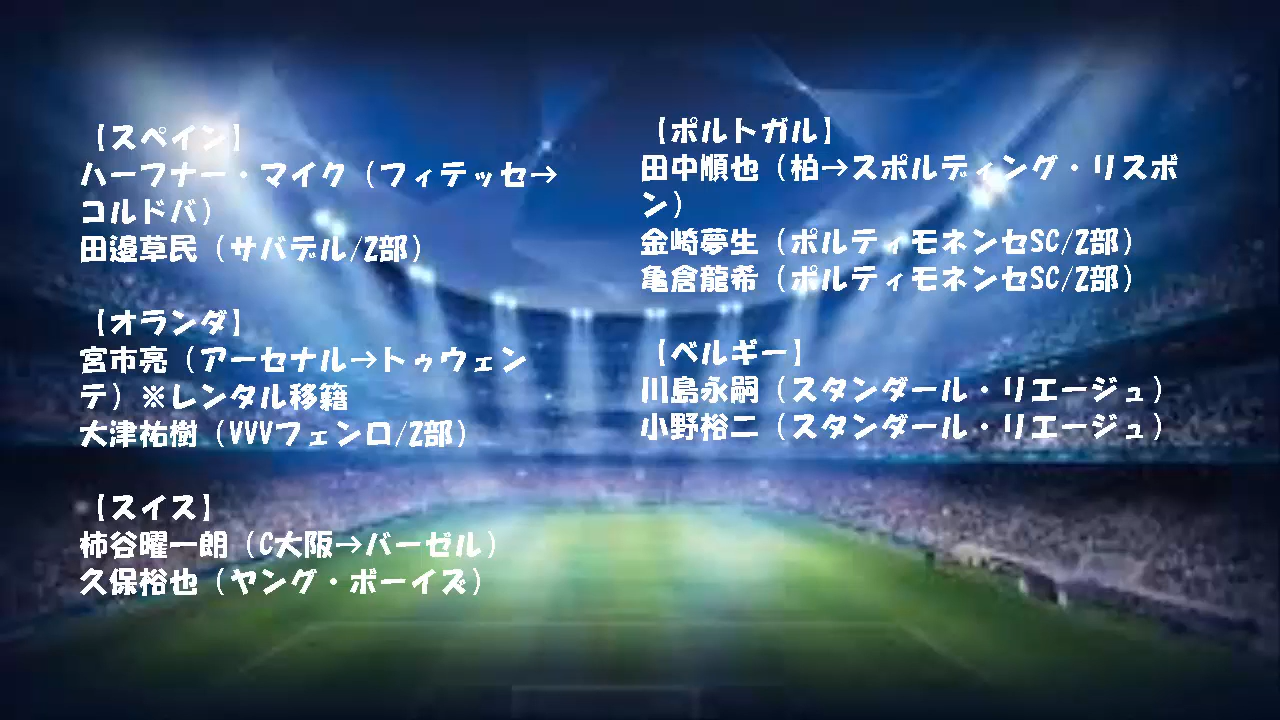 【スペイン】
ハーフナー・マイク（フィテッセ→
コルドバ）
田邉草民（サバデル/2部）
【オランダ】
宮市亮（アーセナル→トゥウェン
テ）※レンタル移籍
大津祐樹（VVVフェンロ/2部）
【スイス】
柿谷曜一朗（C大阪→バーゼル）
久保裕也（ヤング・ボーイズ）
【ポルトガル】
田中順也（柏→スポルディング・リスボ
ン）
金崎夢生（ポルティモネンセSC/2部）
亀倉龍希（ポルティモネンセSC/2部）
【ベルギー】
川島永嗣（スタンダール・リエージュ）
小野裕二（スタンダール・リエージュ）